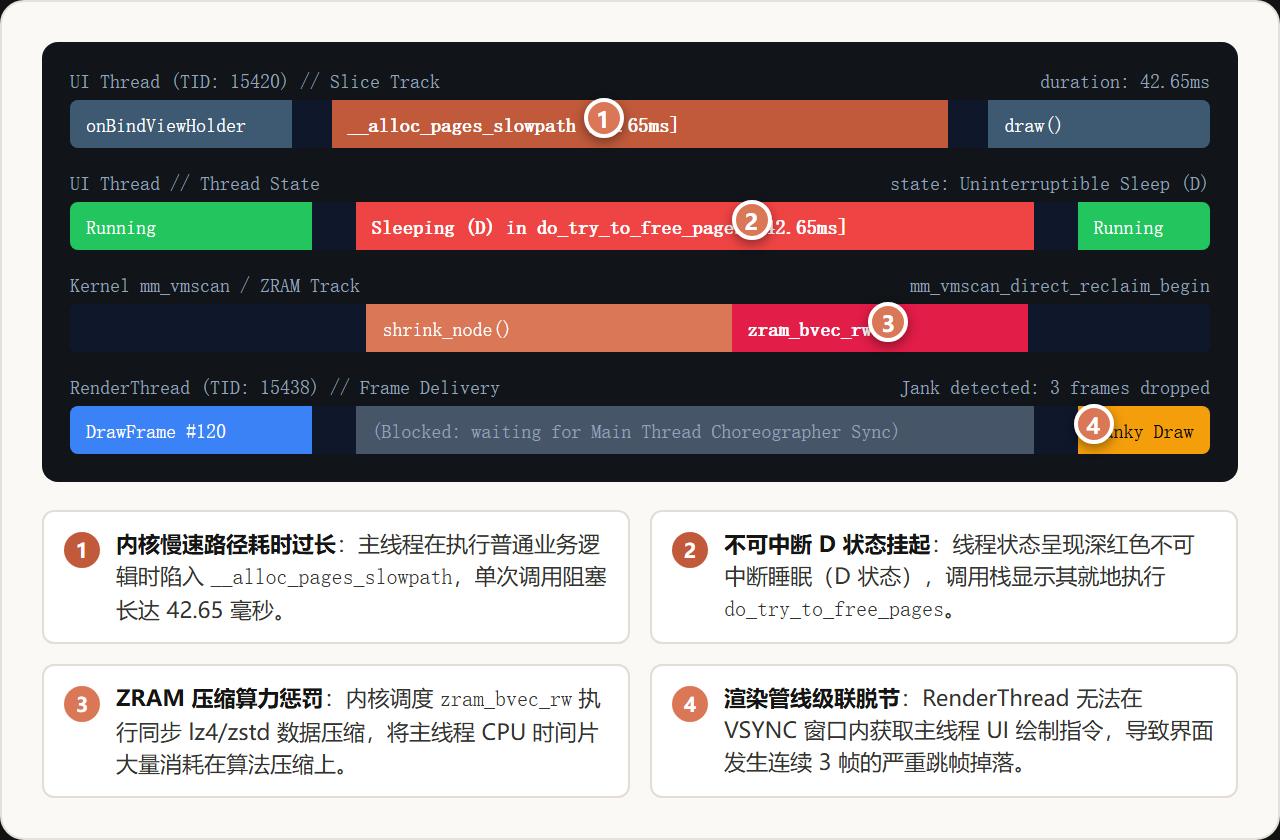 UI Thread (TID: 15420) // Slice Track
duration: 42.65ms
onBindViewHolder
__alloc_pages_slowpath
1
65ms]
draw()
UI Thread // Thread State
state: Uninterruptible Sleep (D)
Running
Sleeping (D) in do_try_to_free_page
2
42.65ms]
Running
Kernel mm_vmscan / ZRAM Track
mm_vmscan_direct_reclaim_begin
shrink_node()
zram_bvec_rw
3
RenderThread (TID: 15438) // Frame Delivery
Jank detected: 3 frames dropped
DrawFrame #120
(Blocked: waiting for Main Thread Choreographer Sync)
4
nky Draw
1
内核慢速路径耗时过长：主线程在执行普通业务逻
辑时陷入 __alloc_pages_slowpath，单次调用阻塞
长达 42.65 毫秒。
2
不可中断 D 状态挂起：线程状态呈现深红色不可
中断睡眠（D 状态），调用栈显示其就地执行
do_try_to_free_pages。
3
ZRAM 压缩算力惩罚：内核调度 zram_bvec_rw 执
行同步 lz4/zstd 数据压缩，将主线程 CPU 时间片
大量消耗在算法压缩上。
4
渲染管线级联脱节：RenderThread 无法在
VSYNC 窗口内获取主线程 UI 绘制指令，导致界面
发生连续 3 帧的严重跳帧掉落。